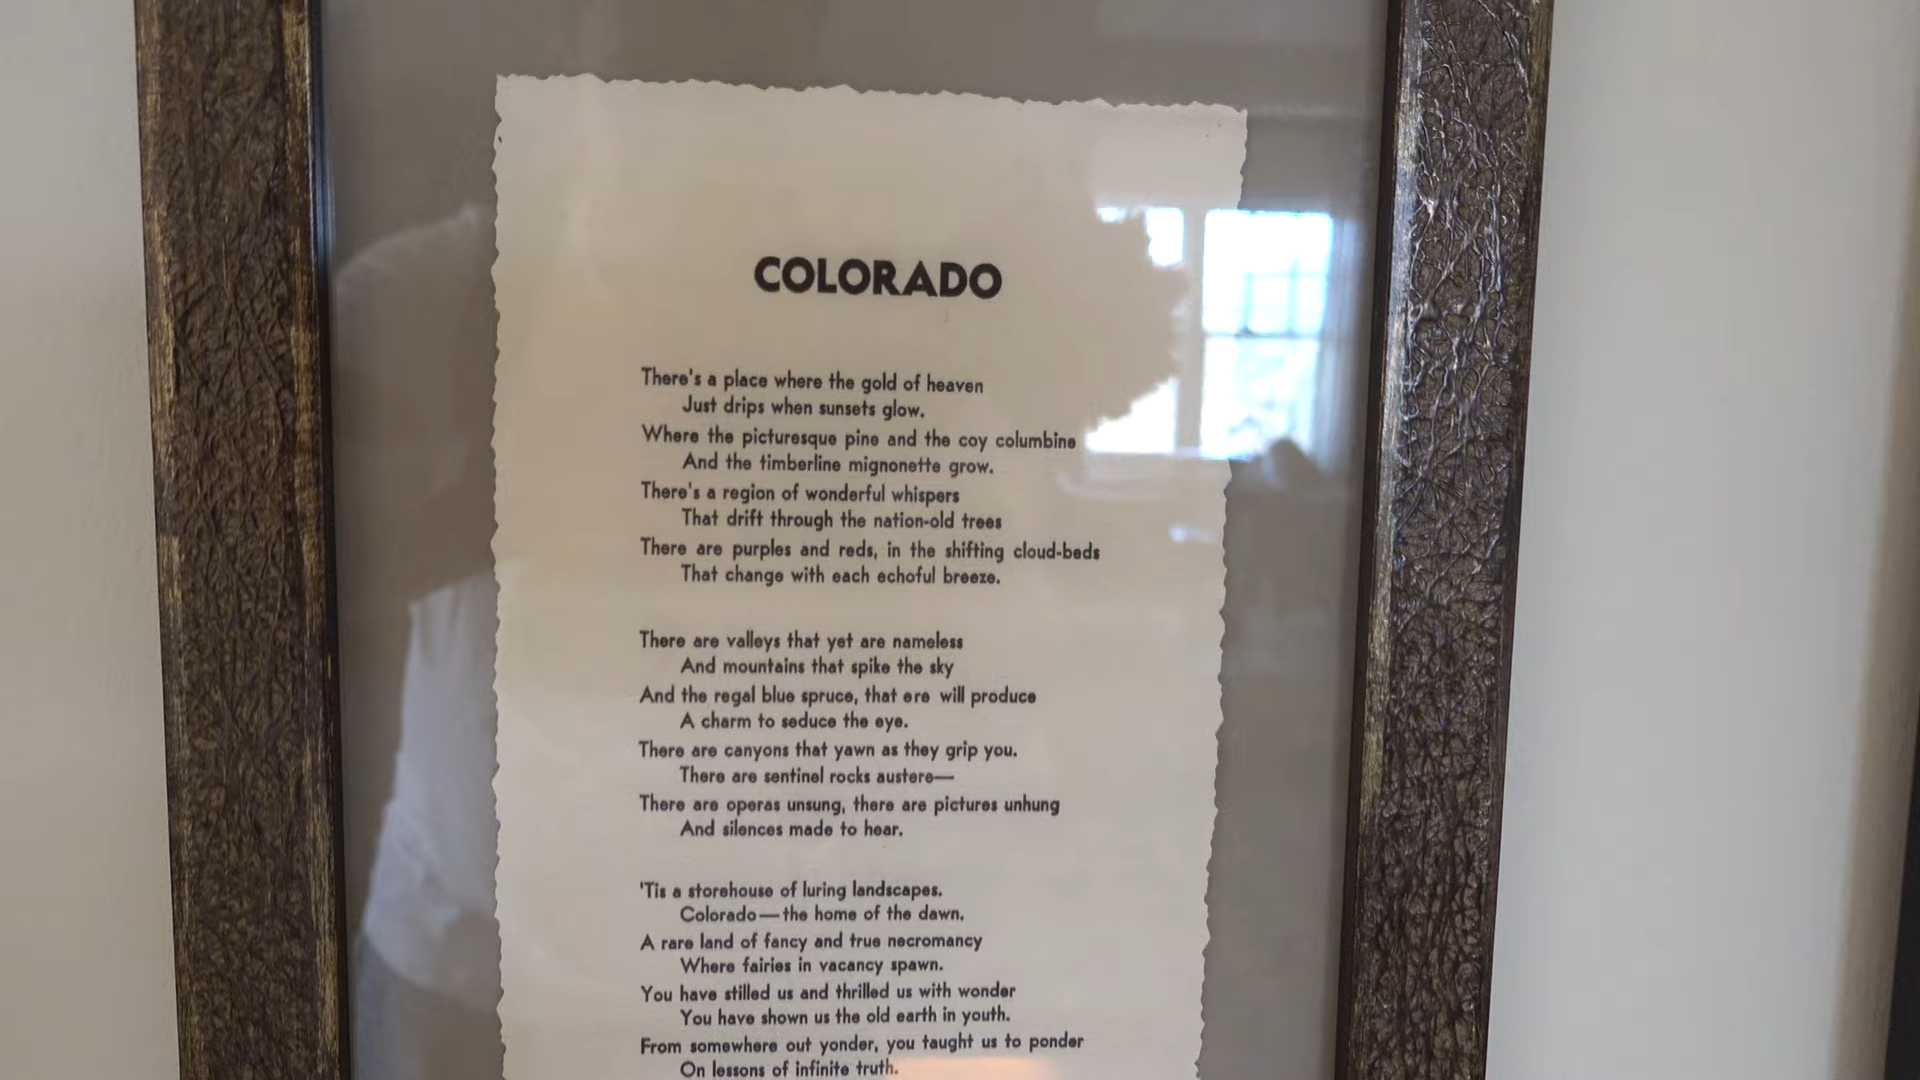 COLORADO
There's a place where the gold of heaven
Just drips when sunsets glow.
Where the picturesque pine and the coy columbine
And the timberline mignonette grow.
There's a region of wonderful whispers
That drift through the nation-old trees
There are purples and reds, in the shifting cloud-beds
That change with each echoful breeze.
There are valleys that yet are nameless
And mountains that spike the sky
And the regal blue spruce, that ere will produce
A charm to seduce the eye.
There are canyons that yawn as they grip you.
There are sentinel rocks austere—
There are operas unsung, there are pictures unhung
And silences made to hear.
'Tis a storehouse of luring landscapes.
Colorado—the home of the dawn.
A rare land of fancy and true necromancy
Where fairies in vacancy spawn.
You have stilled us and thrilled us with wonder
You have shown us the old earth in youth.
From somewhere out yonder, you taught us to ponder
On lessons of infinite truth.